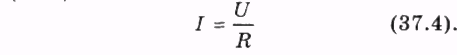 I = U/R (37.4).